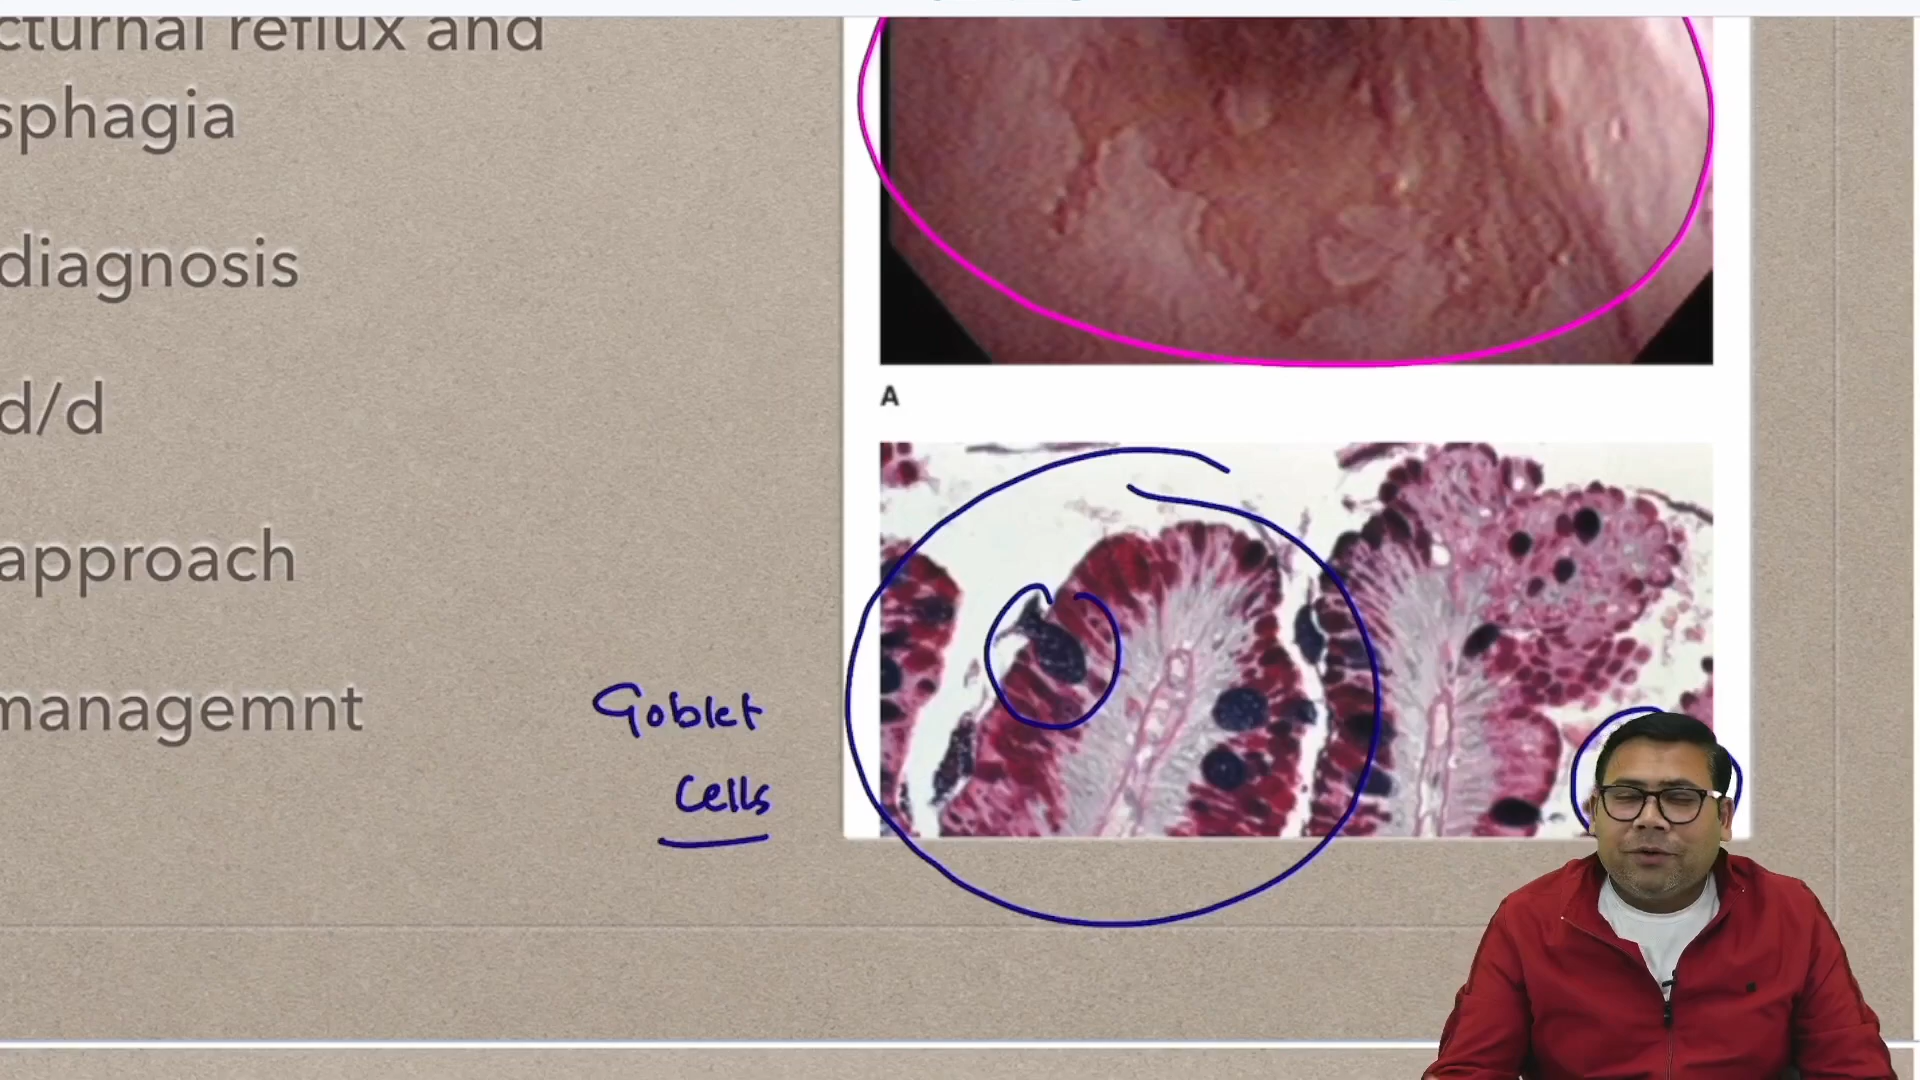 cturnal reflux and
sphagia
diagnosis
d/d
approach
managemnt
A
Goblet
Cells